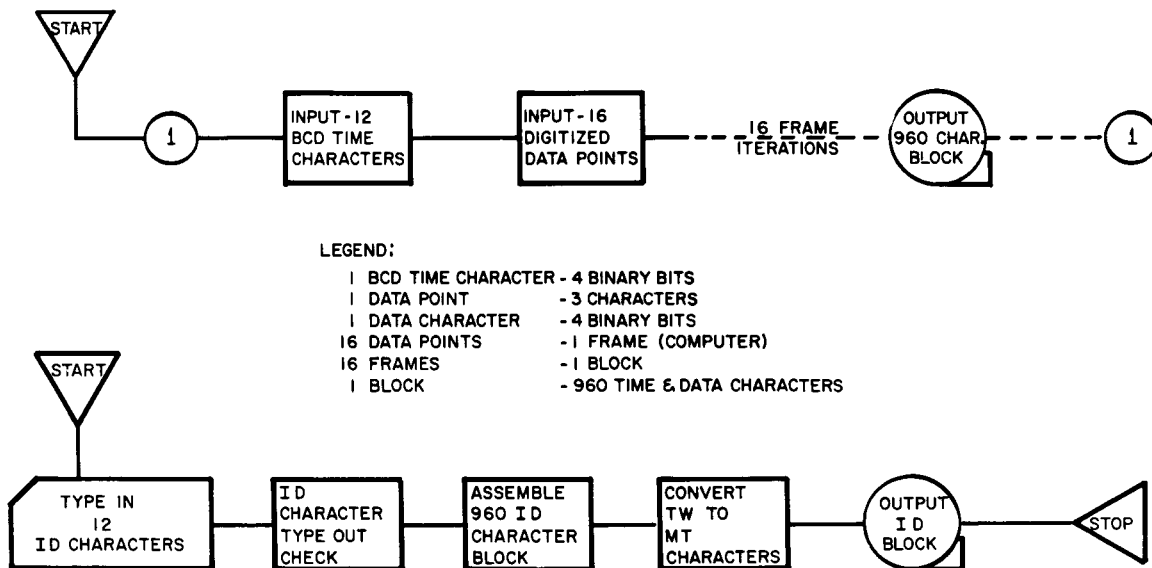 START
1
INPUT-12
BCD TIME
CHARACTERS
INPUT-16
DIGITIZED
DATA POINTS
16 FRAME
ITERATIONS
OUTPUT
960 CHAR.
BLOCK
1
LEGEND:
1 BCD TIME CHARACTER - 4 BINARY BITS
1 DATA POINT - 3 CHARACTERS
1 DATA CHARACTER - 4 BINARY BITS
16 DATA POINTS - 1 FRAME (COMPUTER)
16 FRAMES - 1 BLOCK
1 BLOCK - 960 TIME & DATA CHARACTERS
START
TYPE IN
12
ID CHARACTERS
ID
CHARACTER
TYPE OUT
CHECK
ASSEMBLE
960 ID
CHARACTER
BLOCK
CONVERT
TW TO
MT
CHARACTERS
OUTPUT
ID
BLOCK
STOP